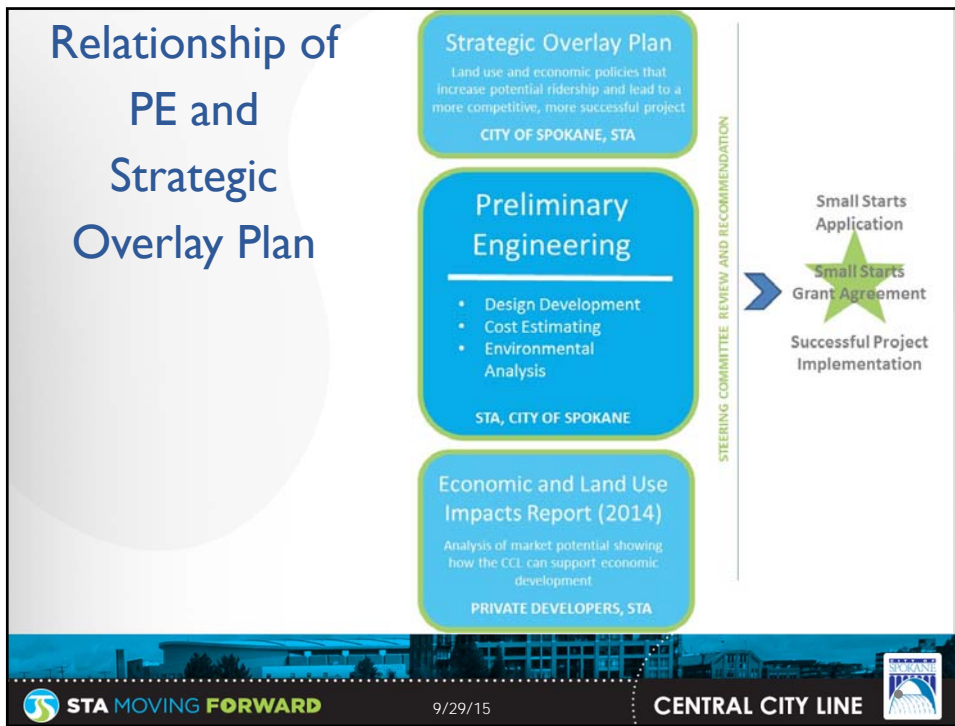 Relationship of
PE and
Strategic
Overlay Plan
Strategic Overlay Plan
Land use and economic policies that
increase potential ridership and lead to a
more competitive, more successful project
CITY OF SPOKANE, STA
Preliminary
Engineering
• Design Development
• Cost Estimating
• Environmental
Analysis
STA, CITY OF SPOKANE
Economic and Land Use
Impacts Report (2014)
Analysis of market potential showing
how the CCL can support economic
development
PRIVATE DEVELOPERS, STA
STEERING COMMITTEE REVIEW AND RECOMMENDATION
Small Starts
Application
Small Starts
Grant Agreement
Successful Project
Implementation
STA MOVING FORWARD
9/29/15
CENTRAL CITY LINE
CITY OF
SPOKANE